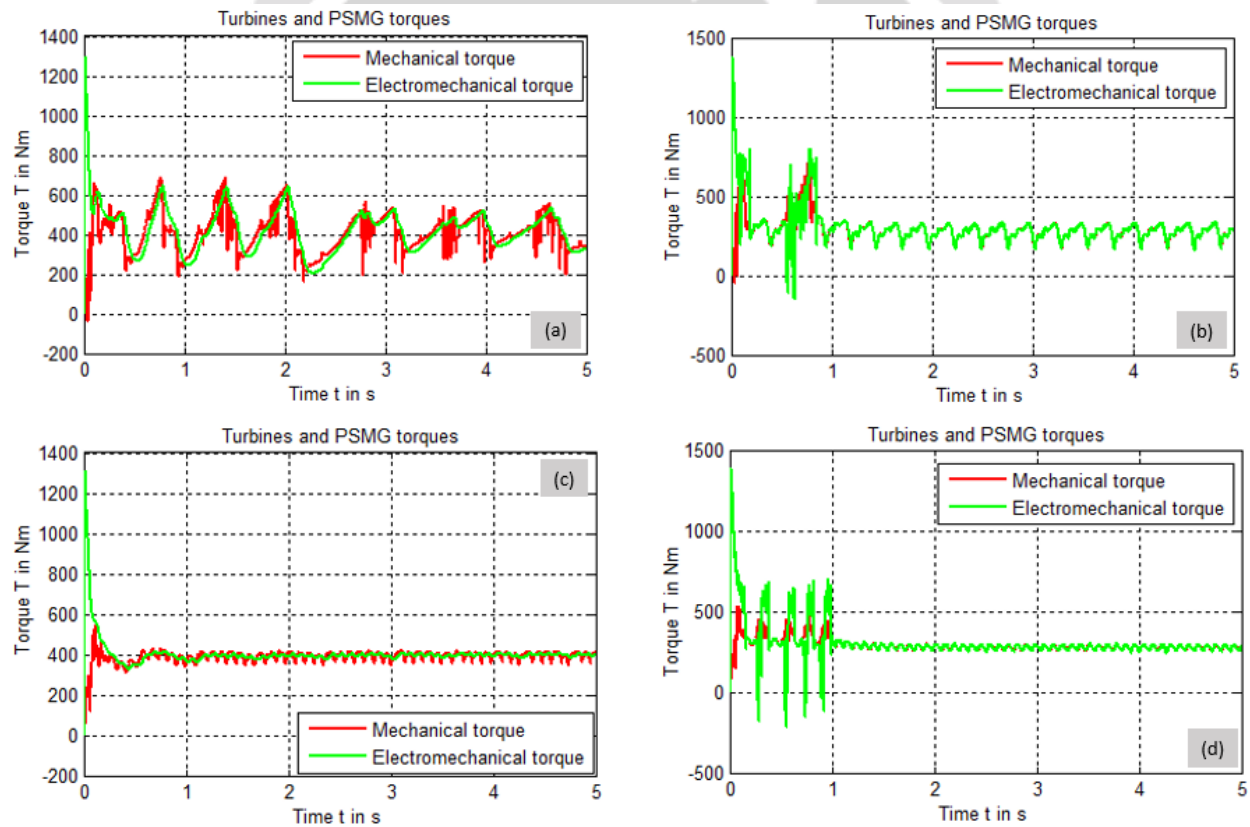 Turbines and PSMG torques
1400
1200
1000
800
600
400
200
0
-200
Torque T in Nm
Mechanical torque
Electromechanical torque
(a)
0 1 2 3 4 5
Time t in s
Turbines and PSMG torques
1500
1000
500
0
-500
Torque T in Nm
Mechanical torque
Electromechanical torque
(b)
0 1 2 3 4 5
Time t in s
Turbines and PSMG torques
1400
1200
1000
800
600
400
200
0
-200
Torque T in Nm
(c)
Mechanical torque
Electromechanical torque
0 1 2 3 4 5
Time t in s
Turbines and PSMG torques
1500
1000
500
0
-500
Torque T in Nm
Mechanical torque
Electromechanical torque
(d)
0 1 2 3 4 5
Time t in s